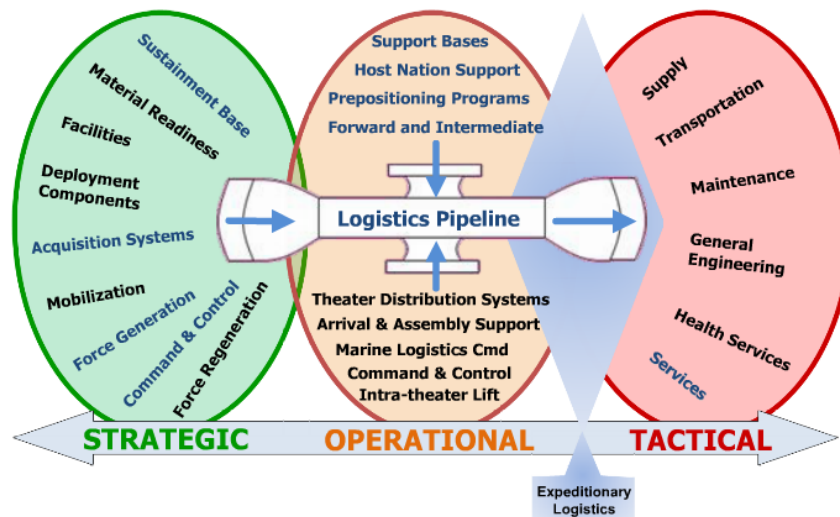 Sustainment Base
Material Readiness
Facilities
Deployment
Components
Acquisition Systems
Mobilization
Force Generation
Command & Control
Force Regeneration
Support Bases
Host Nation Support
Prepositioning Programs
Forward and Intermediate
Logistics Pipeline
Theater Distribution Systems
Arrival & Assembly Support
Marine Logistics Cmd
Command & Control
Intra-theater Lift
Supply
Transportation
Maintenance
General
Engineering
Health Services
Services
STRATEGIC
OPERATIONAL
TACTICAL
Expeditionary
Logistics